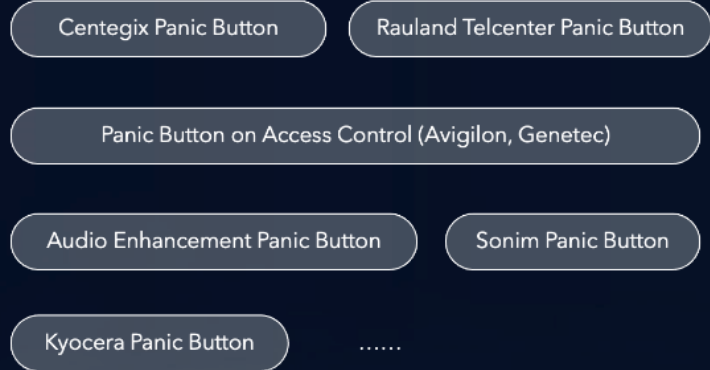 Centegix Panic Button
Rauland Telcenter Panic Button
Panic Button on Access Control (Avigilon, Genetec)
Audio Enhancement Panic Button
Sonim Panic Button
Kyocera Panic Button
......